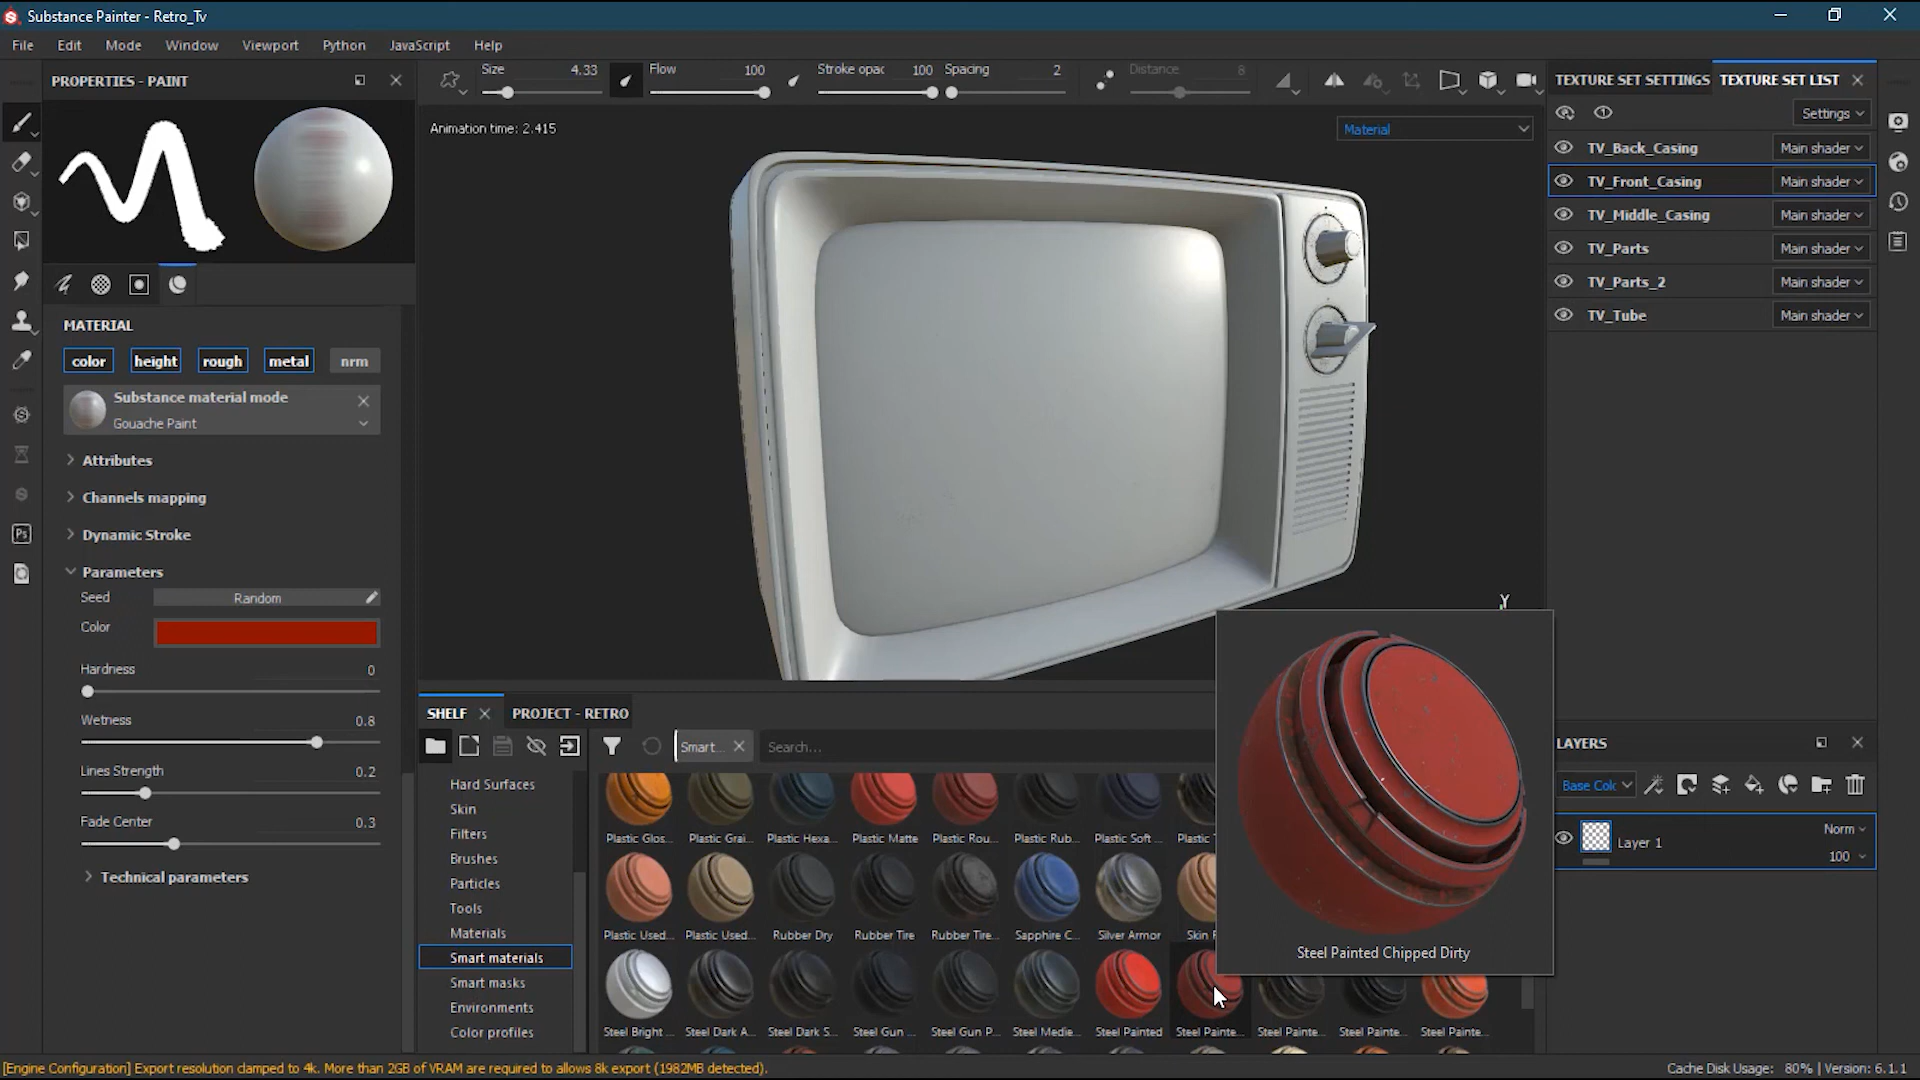 Substance Painter - Retro_Tv
File Edit Mode Window Viewport Python JavaScript Help
PROPERTIES - PAINT
Size 4.33 Flow 100 Stroke opac 100 Spacing 2 Distance 8
TEXTURE SET SETTINGS TEXTURE SET LIST
Animation time: 2.415
Material
Settings
TV_Back_Casing Main shader
TV_Front_Casing Main shader
TV_Middle_Casing Main shader
TV_Parts Main shader
TV_Parts_2 Main shader
TV_Tube Main shader
MATERIAL
color height rough metal nrm
Substance material mode
Gouache Paint
Attributes
Channels mapping
Dynamic Stroke
Parameters
Seed Random
Color
Hardness 0
Wetness 0.8
Lines Strength 0.2
Fade Center 0.3
Technical parameters
Ps
Y
SHELF PROJECT - RETRO
Smart... Search...
Hard Surfaces
Skin
Filters
Brushes
Particles
Tools
Materials
Smart materials
Smart masks
Environments
Color profiles
Plastic Glos... Plastic Grai... Plastic Hexa... Plastic Matte Plastic Rou... Plastic Rub... Plastic Soft ...
Plastic Used... Plastic Used... Rubber Dry Rubber Tire Rubber Tire... Sapphire C... Silver Armor
Steel Bright ... Steel Dark A... Steel Dark S... Steel Gun ... Steel Gun P... Steel Medie... Steel Painted Steel Painte... Steel Painte... Steel Painte... Steel Painte...
Steel Painted Chipped Dirty
LAYERS
Base Colo
Layer 1 Norm
100
[Engine Configuration] Export resolution clamped to 4k. More than 2GB of VRAM are required to allows 8k export (1982MB detected).
Cache Disk Usage: 80% | Version: 6.1.1